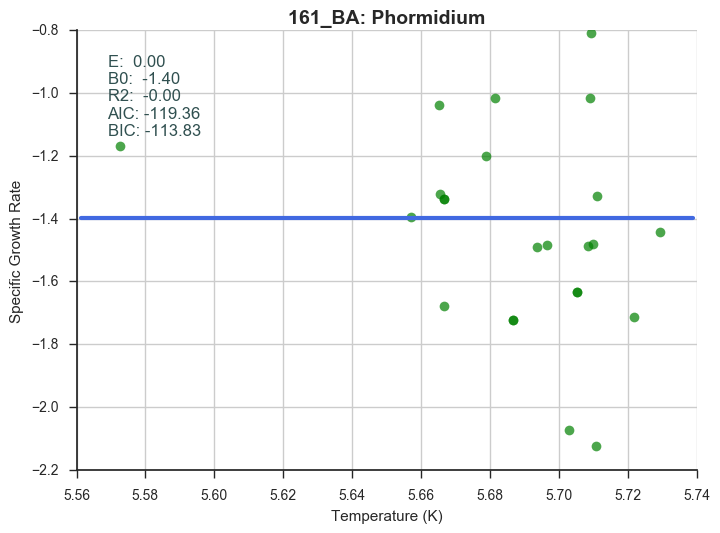 161_BA: Phormidium
E:  0.00
B0:  -1.40
R2:  -0.00
AIC: -119.36
BIC: -113.83
Specific Growth Rate
−0.8
−1.0
−1.2
−1.4
−1.6
−1.8
−2.0
−2.2
5.56 5.58 5.60 5.62 5.64 5.66 5.68 5.70 5.72 5.74
Temperature (K)